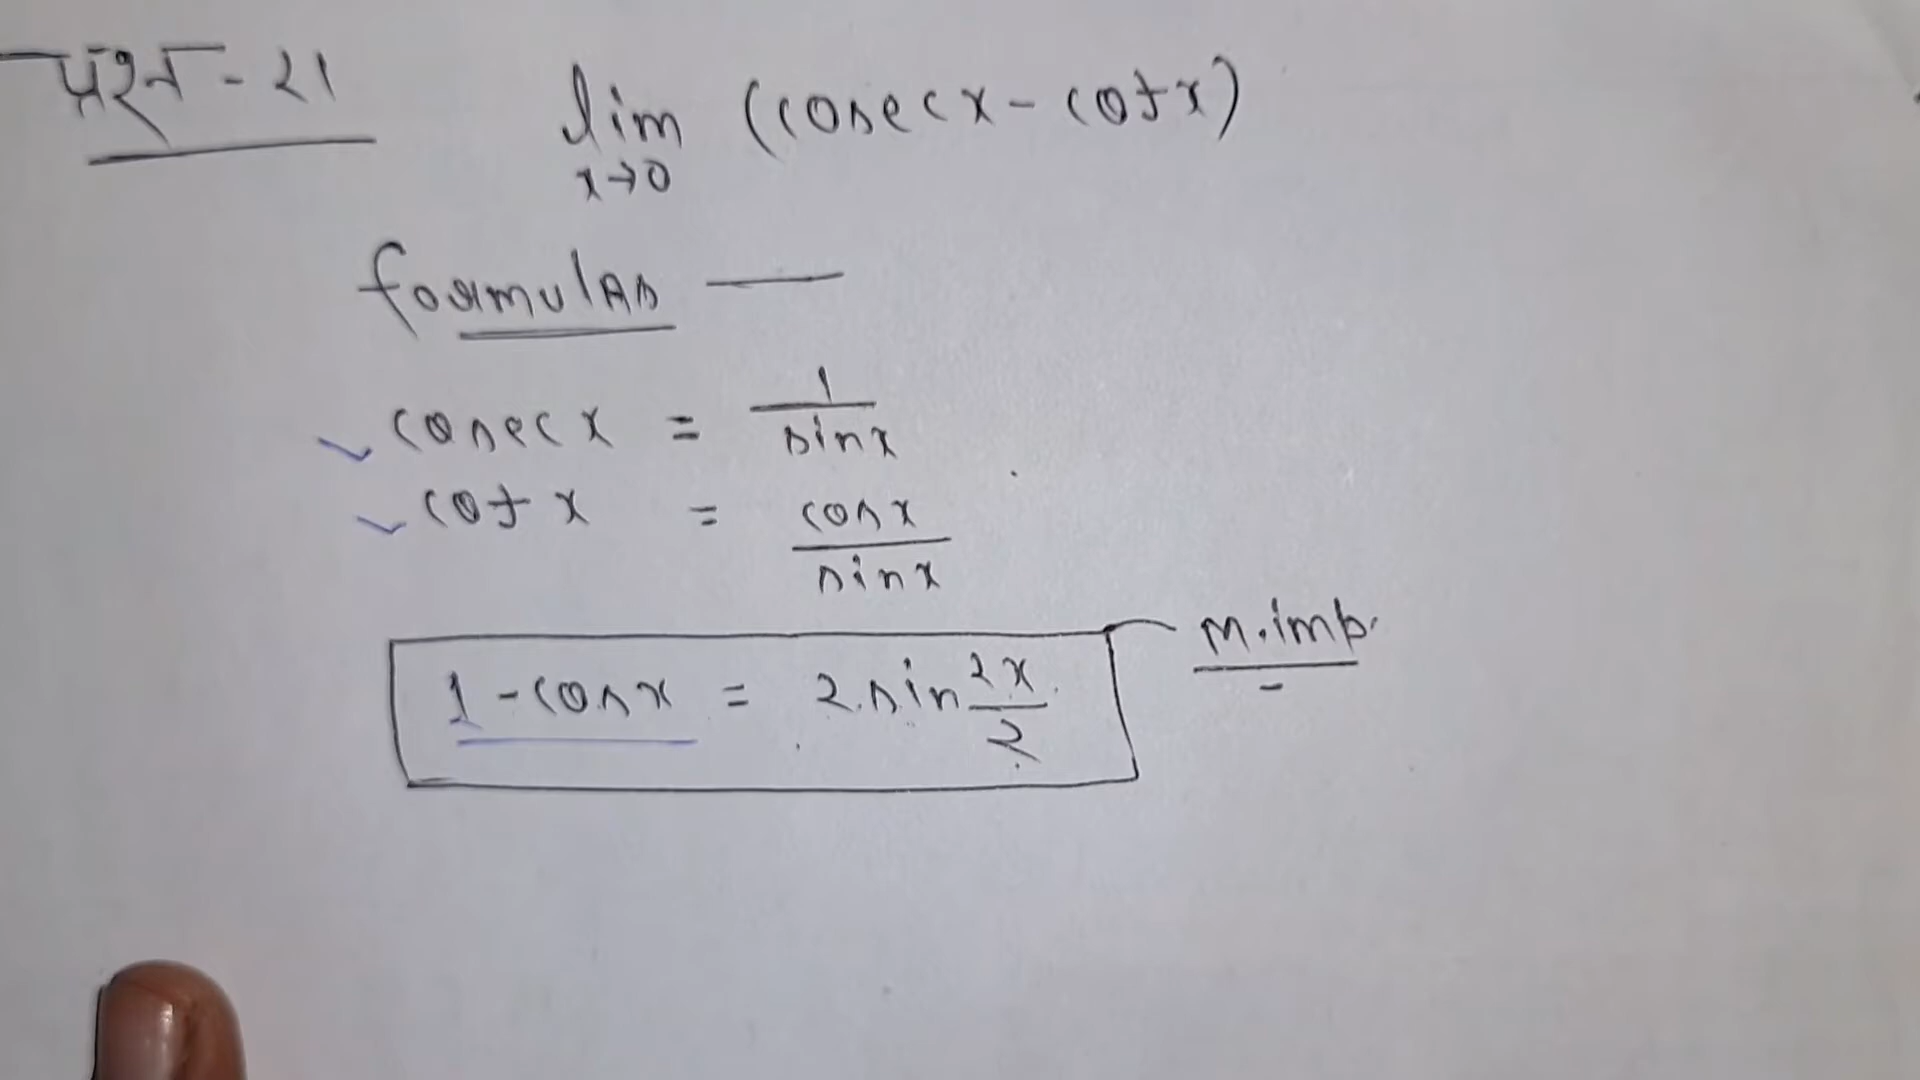 प्रश्न - 21
lim (cosec x - cot x)
x→0
formulas —
cosec x = 1/sin x
cot x = cos x/sin x
1 - cos x = 2 sin² x/2
M. imp.